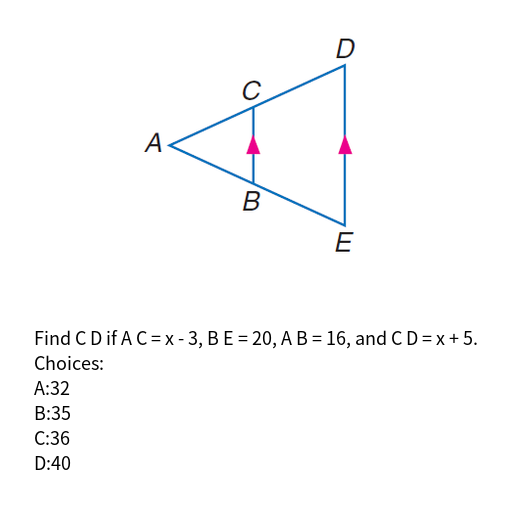 D
C
A
B
E
Find C D if A C = x - 3, B E = 20, A B = 16, and C D = x + 5.
Choices:
A:32
B:35
C:36
D:40